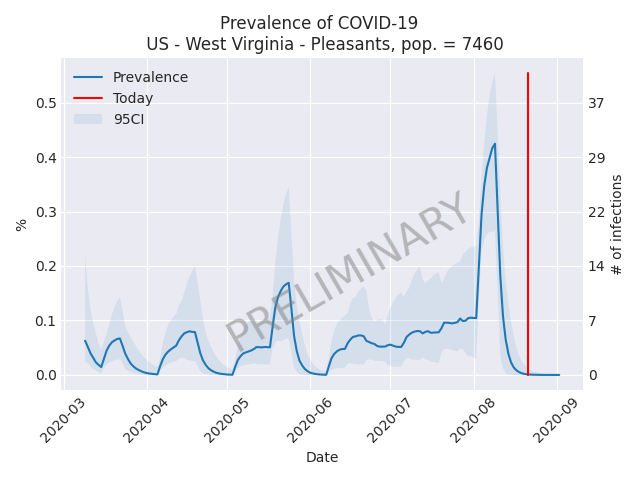 Prevalence of COVID-19
US - West Virginia - Pleasants, pop. = 7460
Prevalence
Today
95CI
PRELIMINARY
%
0.5
0.4
0.3
0.2
0.1
0.0
37
29
22
14
7
0
# of infections
2020-03
2020-04
2020-05
2020-06
2020-07
2020-08
2020-09
Date